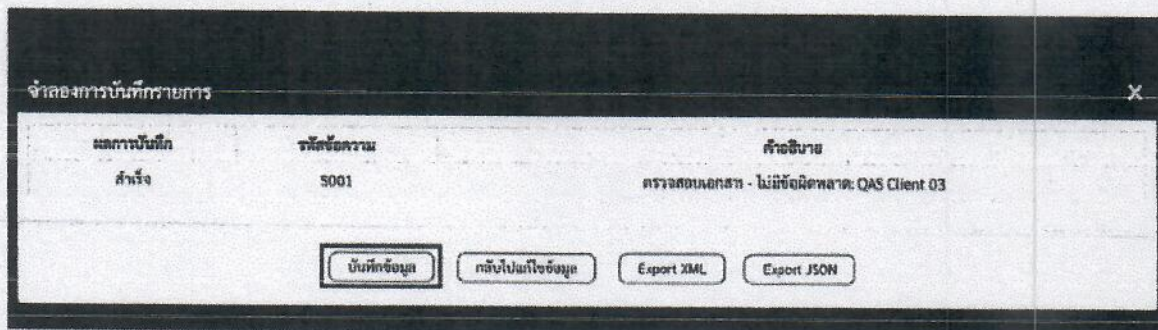 จำลองการบันทึกรายการ X
ผลการบันทึก รหัสข้อความ คำอธิบาย
สำเร็จ S001 ตรวจสอบเอกสาร - ไม่มีข้อผิดพลาด: QAS Client 03
บันทึกข้อมูล กลับไปแก้ไขข้อมูล Export XML Export JSON